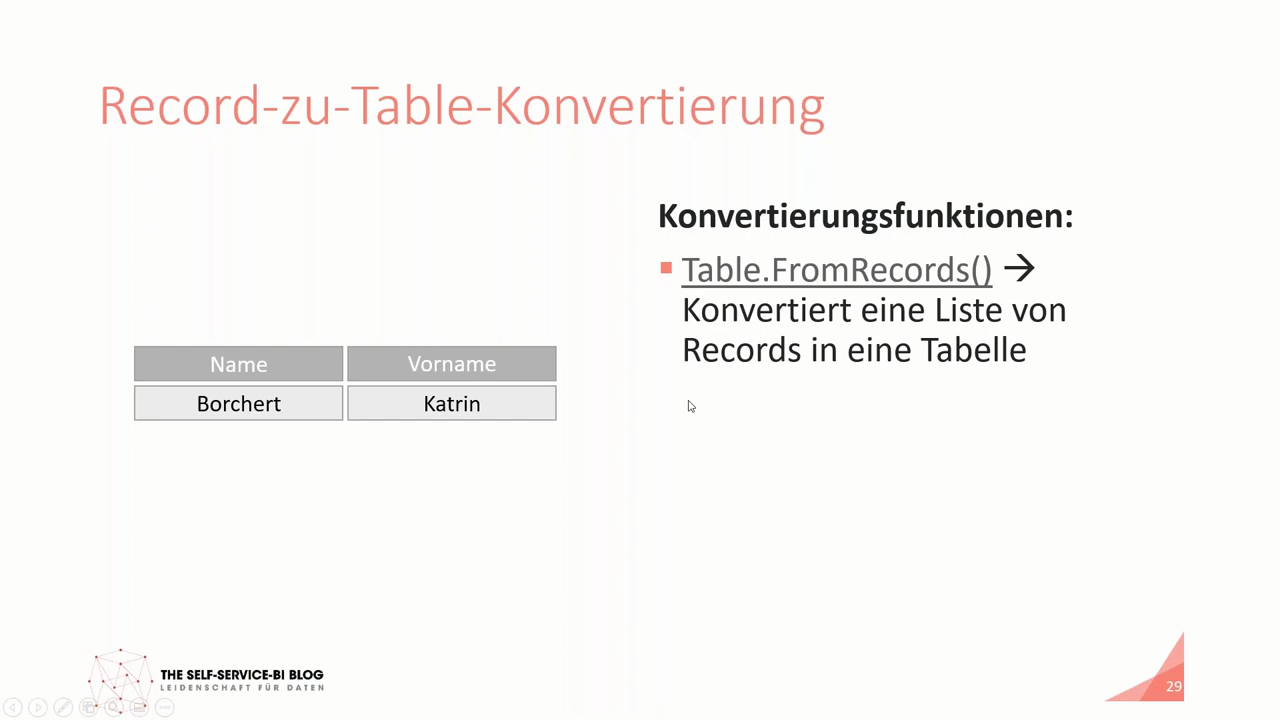 Record-zu-Table-Konvertierung
Name Vorname
Borchert Katrin
Konvertierungsfunktionen:
Table.FromRecords() →
Konvertiert eine Liste von
Records in eine Tabelle
THE SELF-SERVICE-BI BLOG
LEIDENSCHAFT FÜR DATEN
29